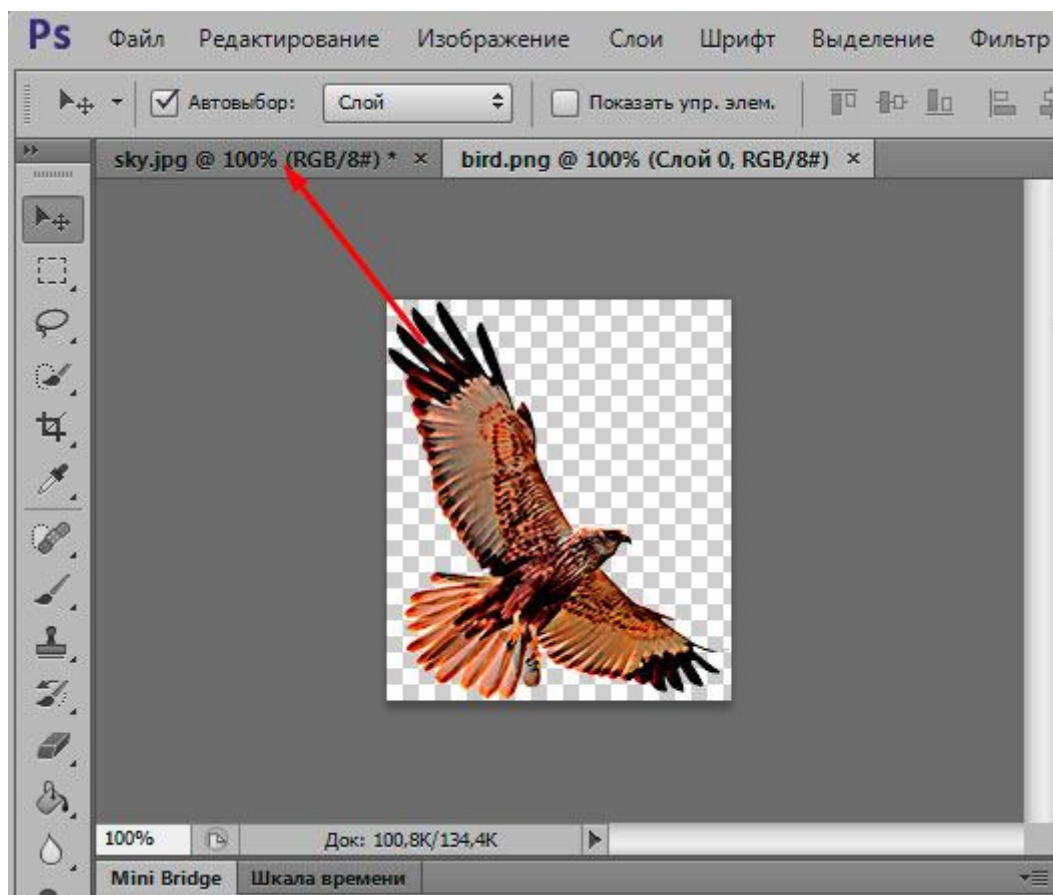 Ps Файл Редактирование Изображение Слои Шрифт Выделение Фильтр
Автовыбор: Слой Показать упр. элем.
sky.jpg @ 100% (RGB/8#) * × bird.png @ 100% (Слой 0, RGB/8#) ×
100% Док: 100,8K/134,4K
Mini Bridge Шкала времени